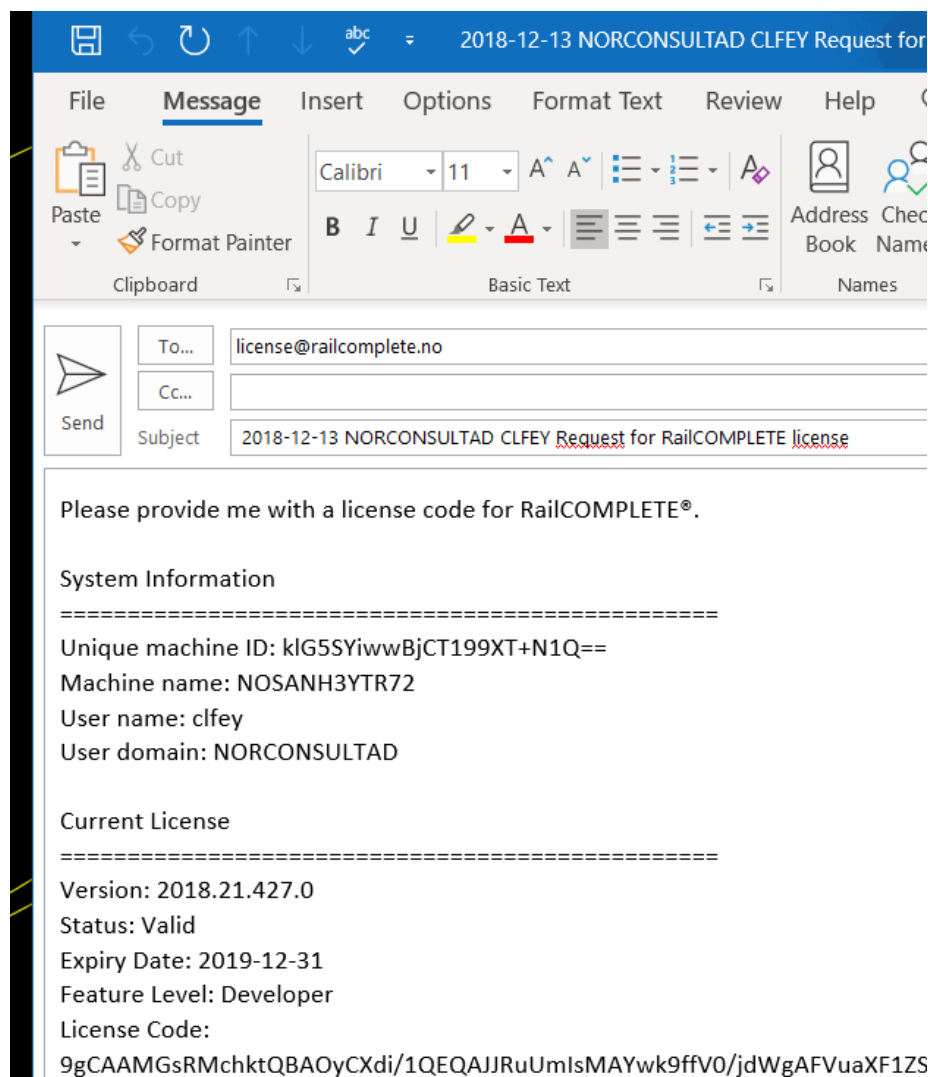 abc
2018-12-13 NORCONSULTAD CLFEY Request for
File Message Insert Options Format Text Review Help
Cut
Copy
Paste
Format Painter
Calibri 11 A A A
B I U A
Address Book
Clipboard Basic Text Names
To... license@railcomplete.no
Cc...
Send
Subject 2018-12-13 NORCONSULTAD CLFEY Request for RailCOMPLETE license
Please provide me with a license code for RailCOMPLETE®.
System Information
=================================================
Unique machine ID: klG5SYiwwBjCT199XT+N1Q==
Machine name: NOSANH3YTR72
User name: clfey
User domain: NORCONSULTAD
Current License
=================================================
Version: 2018.21.427.0
Status: Valid
Expiry Date: 2019-12-31
Feature Level: Developer
License Code:
9gCAAMGsRMchktQBAOyCXdi/1QEQAJJRuUmIsMAYwk9ffV0/jdWgAFVuaXF1ZS